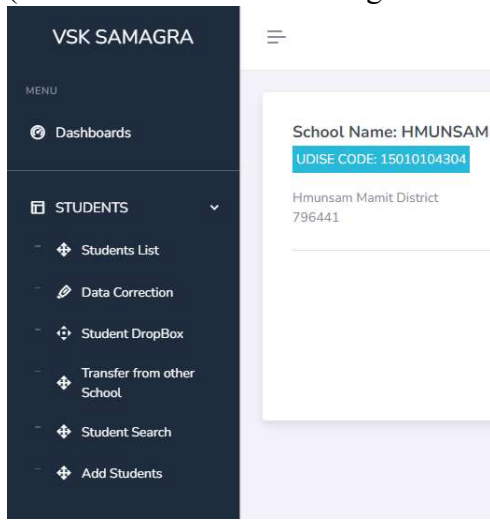 VSK SAMAGRA
MENU
Dashboards
STUDENTS
Students List
Data Correction
Student DropBox
Transfer from other
School
Student Search
Add Students
School Name: HMUNSAM
UDISE CODE: 15010104304
Hmunsam Mamit District
796441